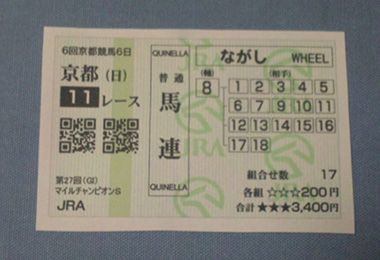 6回京都競馬6日
京都(日)
11レース
第27回(GI)
マイルチャンピオンS
JRA
QUINELLA
普通
馬連
QUINELLA
ながし WHEEL
(軸) (相手)
8 1 2 3 4 5
6 7 9 10 11
12 13 14 15 16
17 18
JRA
組合せ数 17
各組 ☆☆☆200円
合計 ★★★3,400円